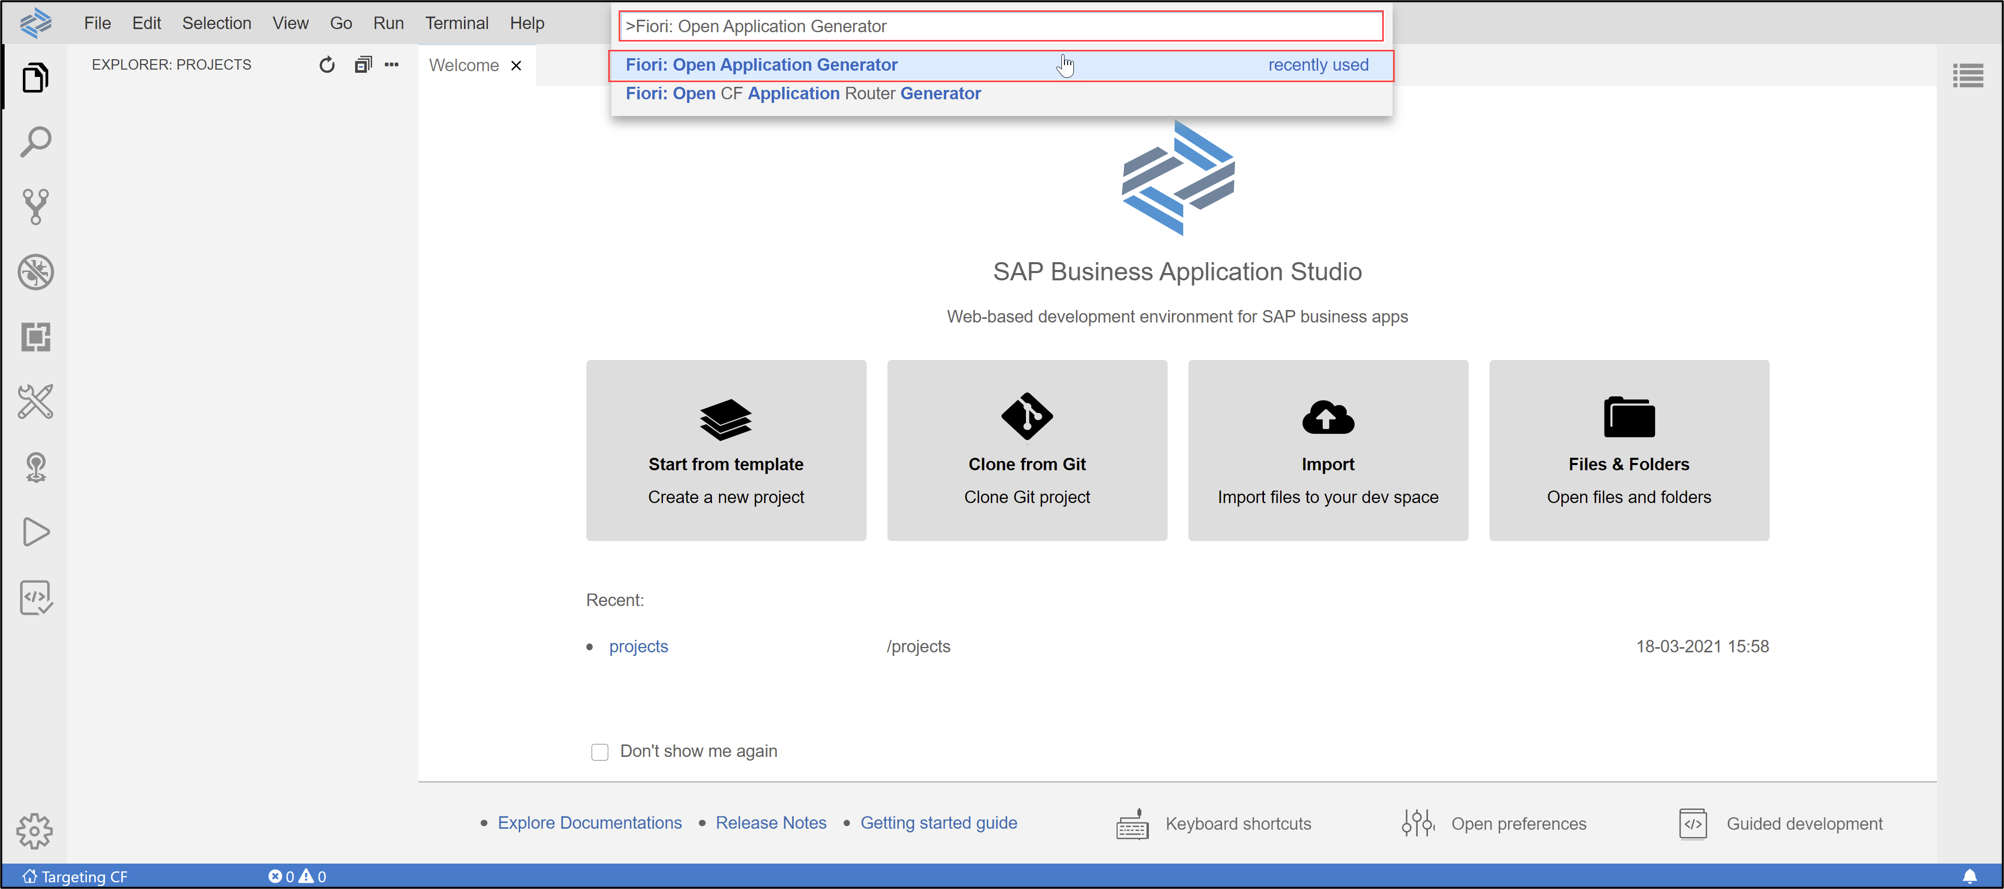 File Edit Selection View Go Run Terminal Help
>Fiori: Open Application Generator
Fiori: Open Application Generator recently used
Fiori: Open CF Application Router Generator
EXPLORER: PROJECTS
Welcome
SAP Business Application Studio
Web-based development environment for SAP business apps
Start from template
Create a new project
Clone from Git
Clone Git project
Import
Import files to your dev space
Files & Folders
Open files and folders
Recent:
projects /projects 18-03-2021 15:58
Don't show me again
Explore Documentations Release Notes Getting started guide Keyboard shortcuts Open preferences Guided development
Targeting CF 0 0